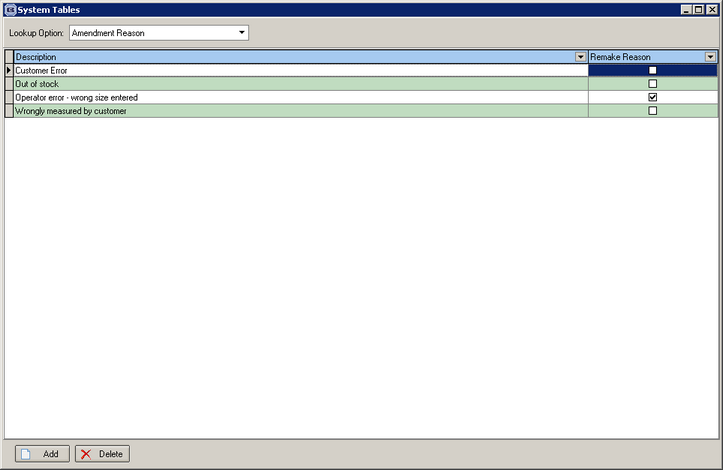 System Tables
Lookup Option: Amendment Reason
Description Remake Reason
Customer Error
Out of stock
Operator error - wrong size entered
Wrongly measured by customer
Add Delete